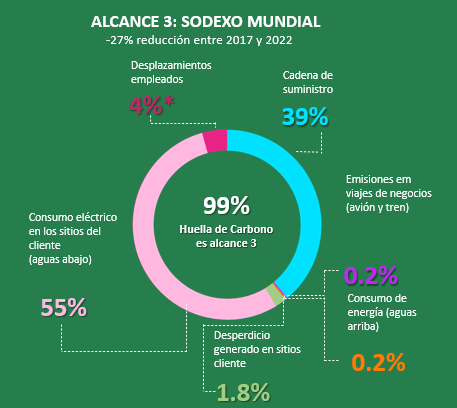 ALCANCE 3: SODEXO MUNDIAL
-27% reducción entre 2017 y 2022
Desplazamientos
empleados
4%*
Cadena de
suministro
39%
Emisiones em
viajes de negocios
(avión y tren)
0.2%
Consumo de
energía (aguas
arriba)
0.2%
99%
Huella de Carbono
es alcance 3
Consumo eléctrico
en los sitios del
cliente
(aguas abajo)
55%
Desperdicio
generado en sitios
cliente
1.8%